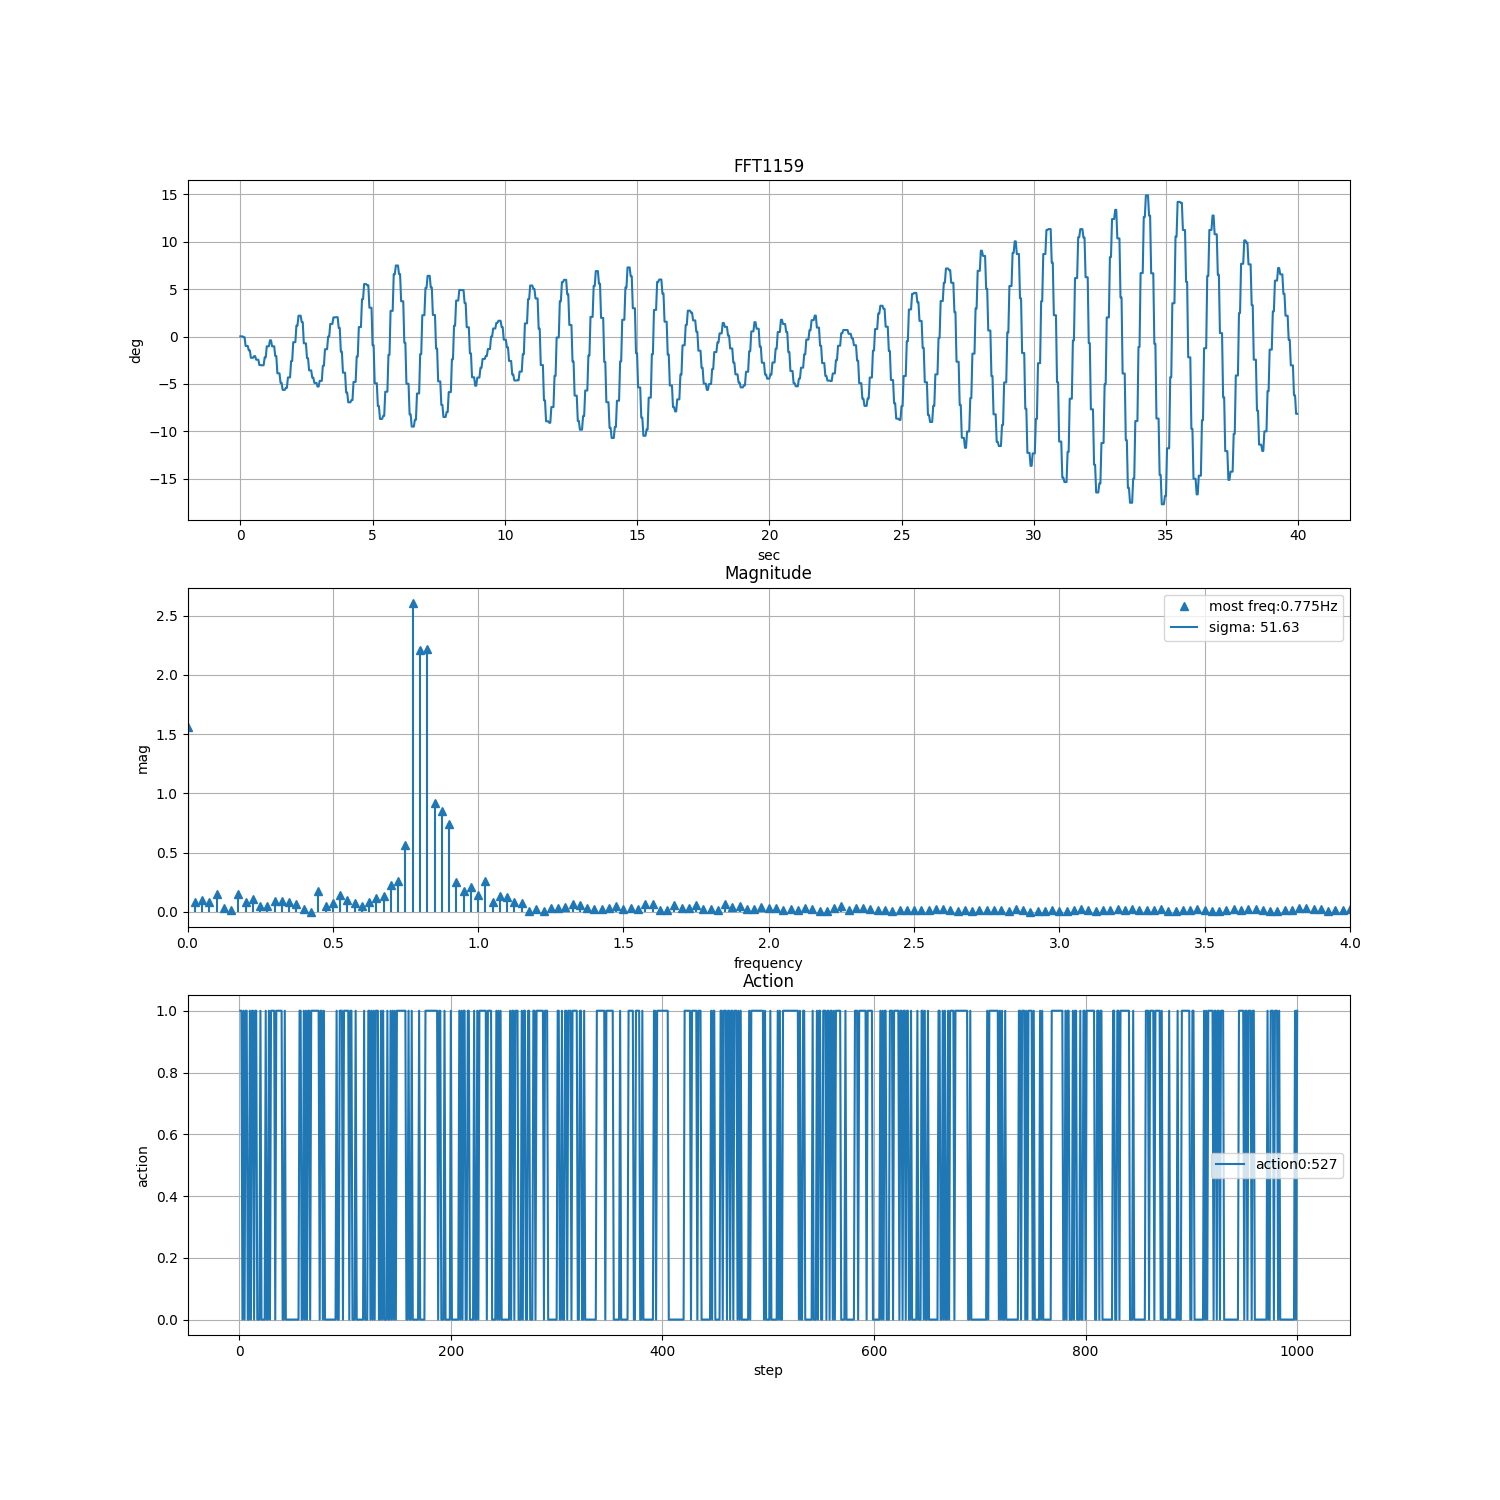 FFT1159
15
10
5
0
−5
−10
−15
deg
0 5 10 15 20 25 30 35 40
sec
Magnitude
most freq:0.775Hz
sigma: 51.63
2.5
2.0
1.5
1.0
0.5
0.0
mag
0.0 0.5 1.0 1.5 2.0 2.5 3.0 3.5 4.0
frequency
Action
1.0
0.8
0.6
0.4
0.2
0.0
action
action0:527
0 200 400 600 800 1000
step